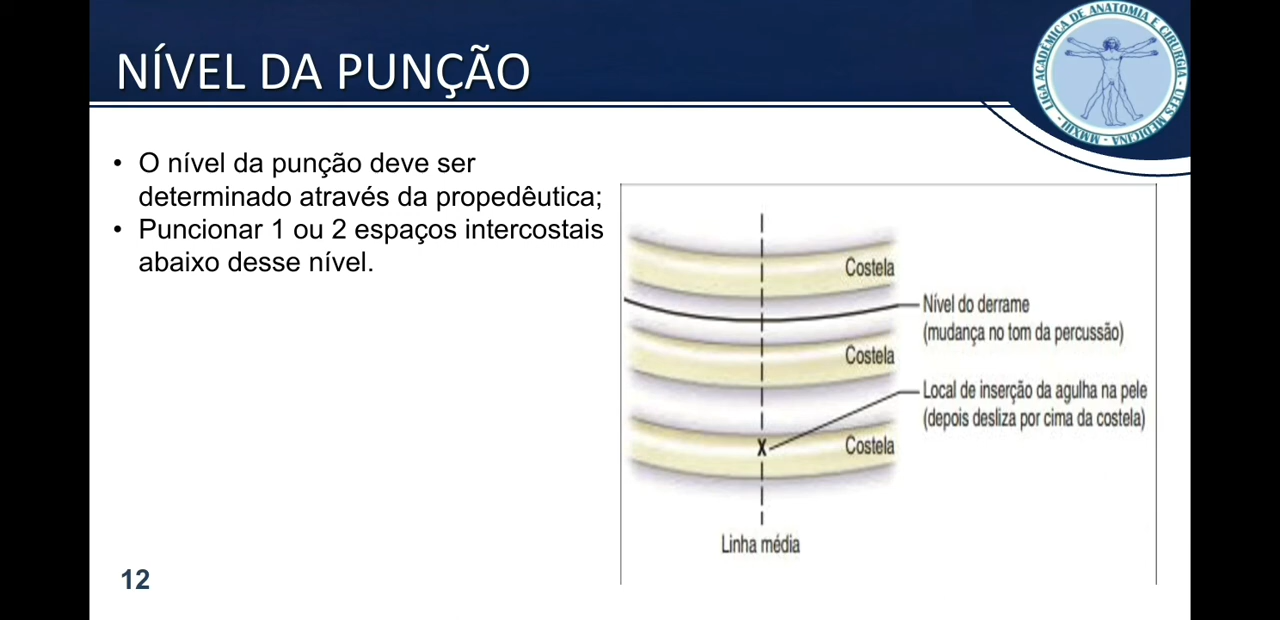 NÍVEL DA PUNÇÃO
LIGA ACADÊMICA DE ANATOMIA E CIRURGIA - UEFS MEDICINA - MMXIII -
• O nível da punção deve ser
determinado através da propedêutica;
• Puncionar 1 ou 2 espaços intercostais
abaixo desse nível.
Costela
Nível do derrame
(mudança no tom da percussão)
Costela
Local de inserção da agulha na pele
(depois desliza por cima da costela)
X
Costela
Linha média
12